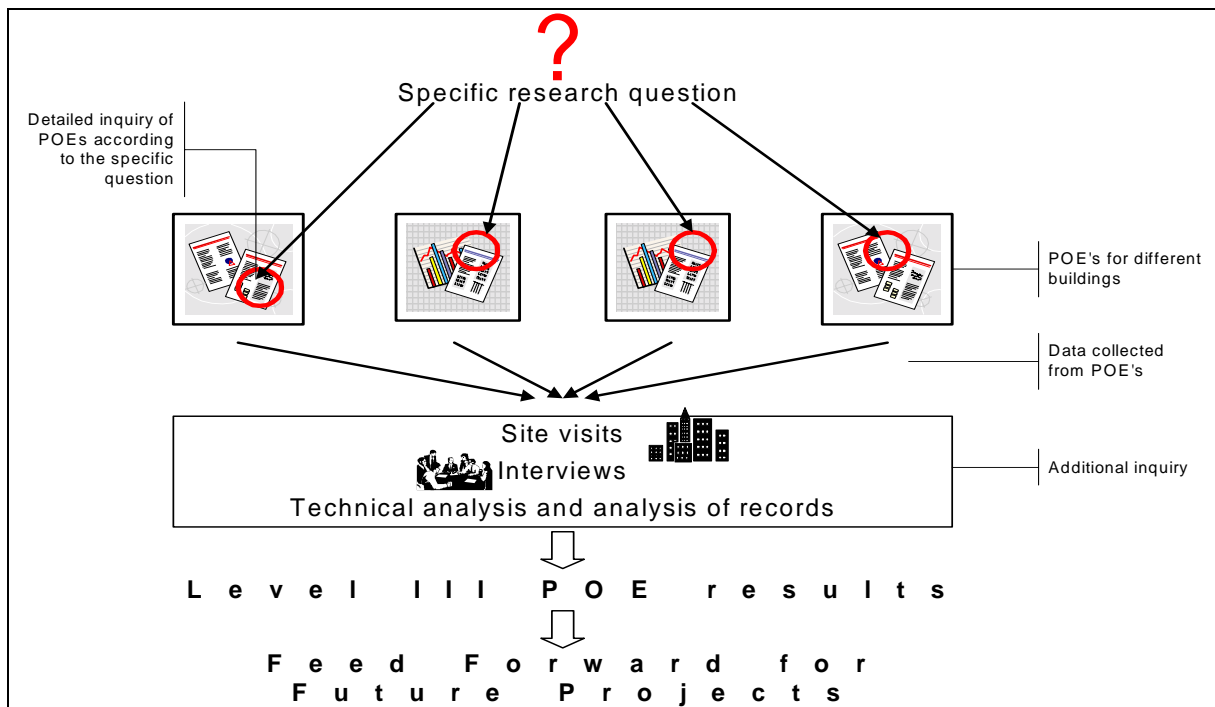 ?
Specific research question
Detailed inquiry of
POEs according
to the specific
question
POE's for different
buildings
Data collected
from POE's
Site visits
Interviews
Technical analysis and analysis of records
Additional inquiry
Level III POE results
Feed Forward for
Future Projects